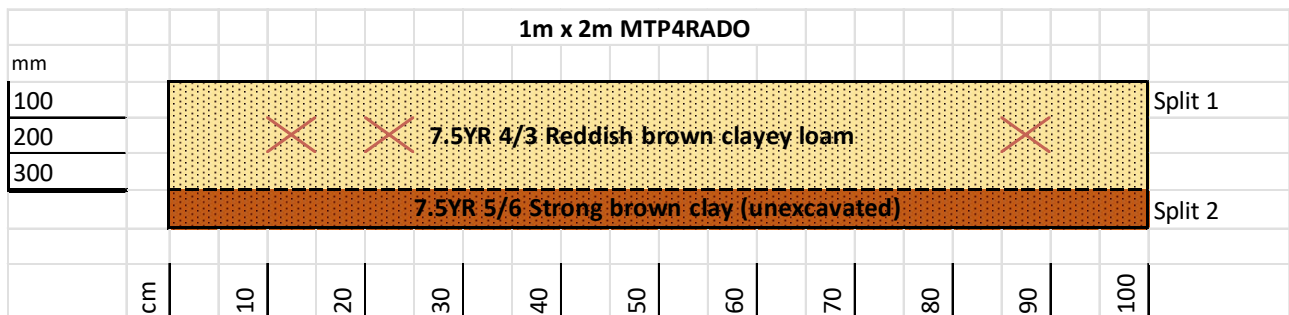 1m x 2m MTP4RADO
mm
100
Split 1
200
7.5YR 4/3 Reddish brown clayey loam
300
7.5YR 5/6 Strong brown clay (unexcavated)
Split 2
cm
10
20
30
40
50
60
70
80
90
100